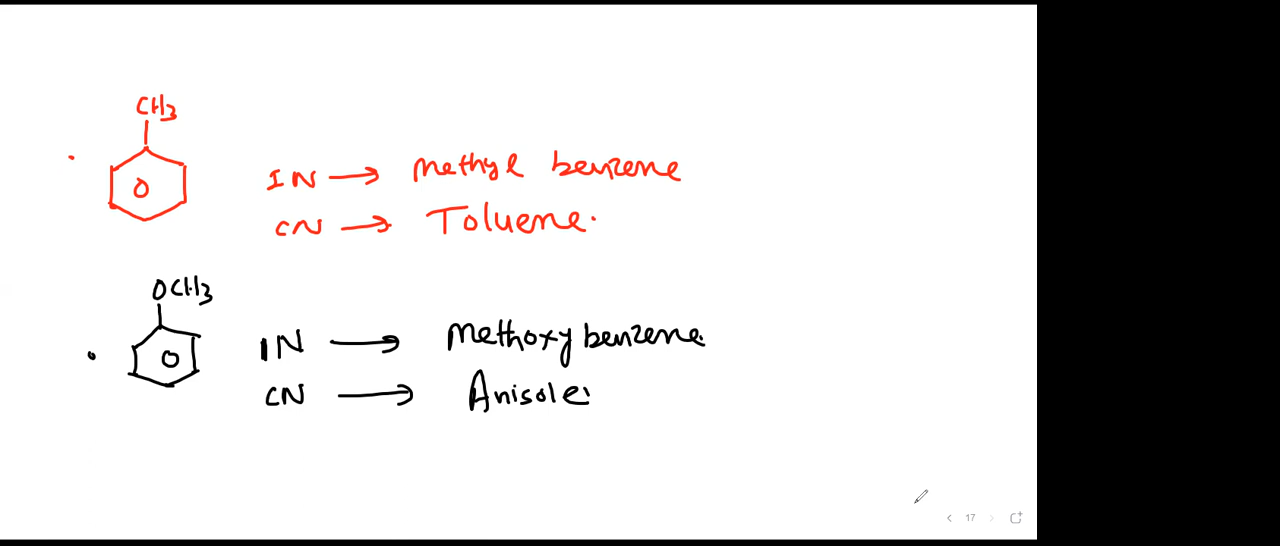 CH3
IN → Methyl benzene
CN → Toluene.
OCH3
IN → Methoxy benzene.
CN → Anisole.
< 17 >